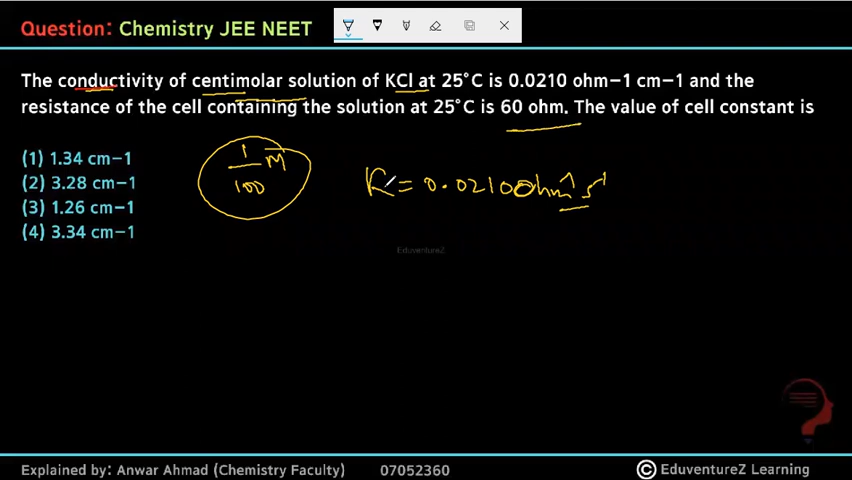 Question: Chemistry JEE NEET
The conductivity of centimolar solution of KCl at 25°C is 0.0210 ohm-1 cm-1 and the
resistance of the cell containing the solution at 25°C is 60 ohm. The value of cell constant is
(1) 1.34 cm-1
(2) 3.28 cm-1
(3) 1.26 cm-1
(4) 3.34 cm-1
1/100 M
K = 0.0210 ohm-1 s-1
EduventureZ
Explained by: Anwar Ahmad (Chemistry Faculty) 07052360 © EduventureZ Learning